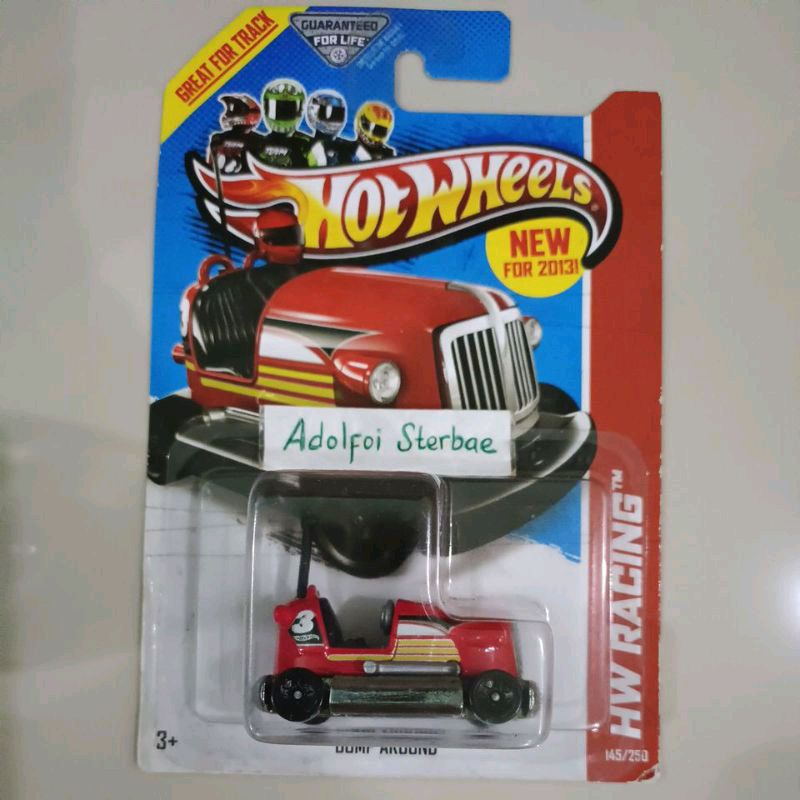 GREAT FOR TRACK
GUARANTEED
FOR LIFE
HOT WHEELS
NEW
FOR 2013!
Adolfoi Sterbae
HW RACING™
3
3+
BUMP AROUND
145/250